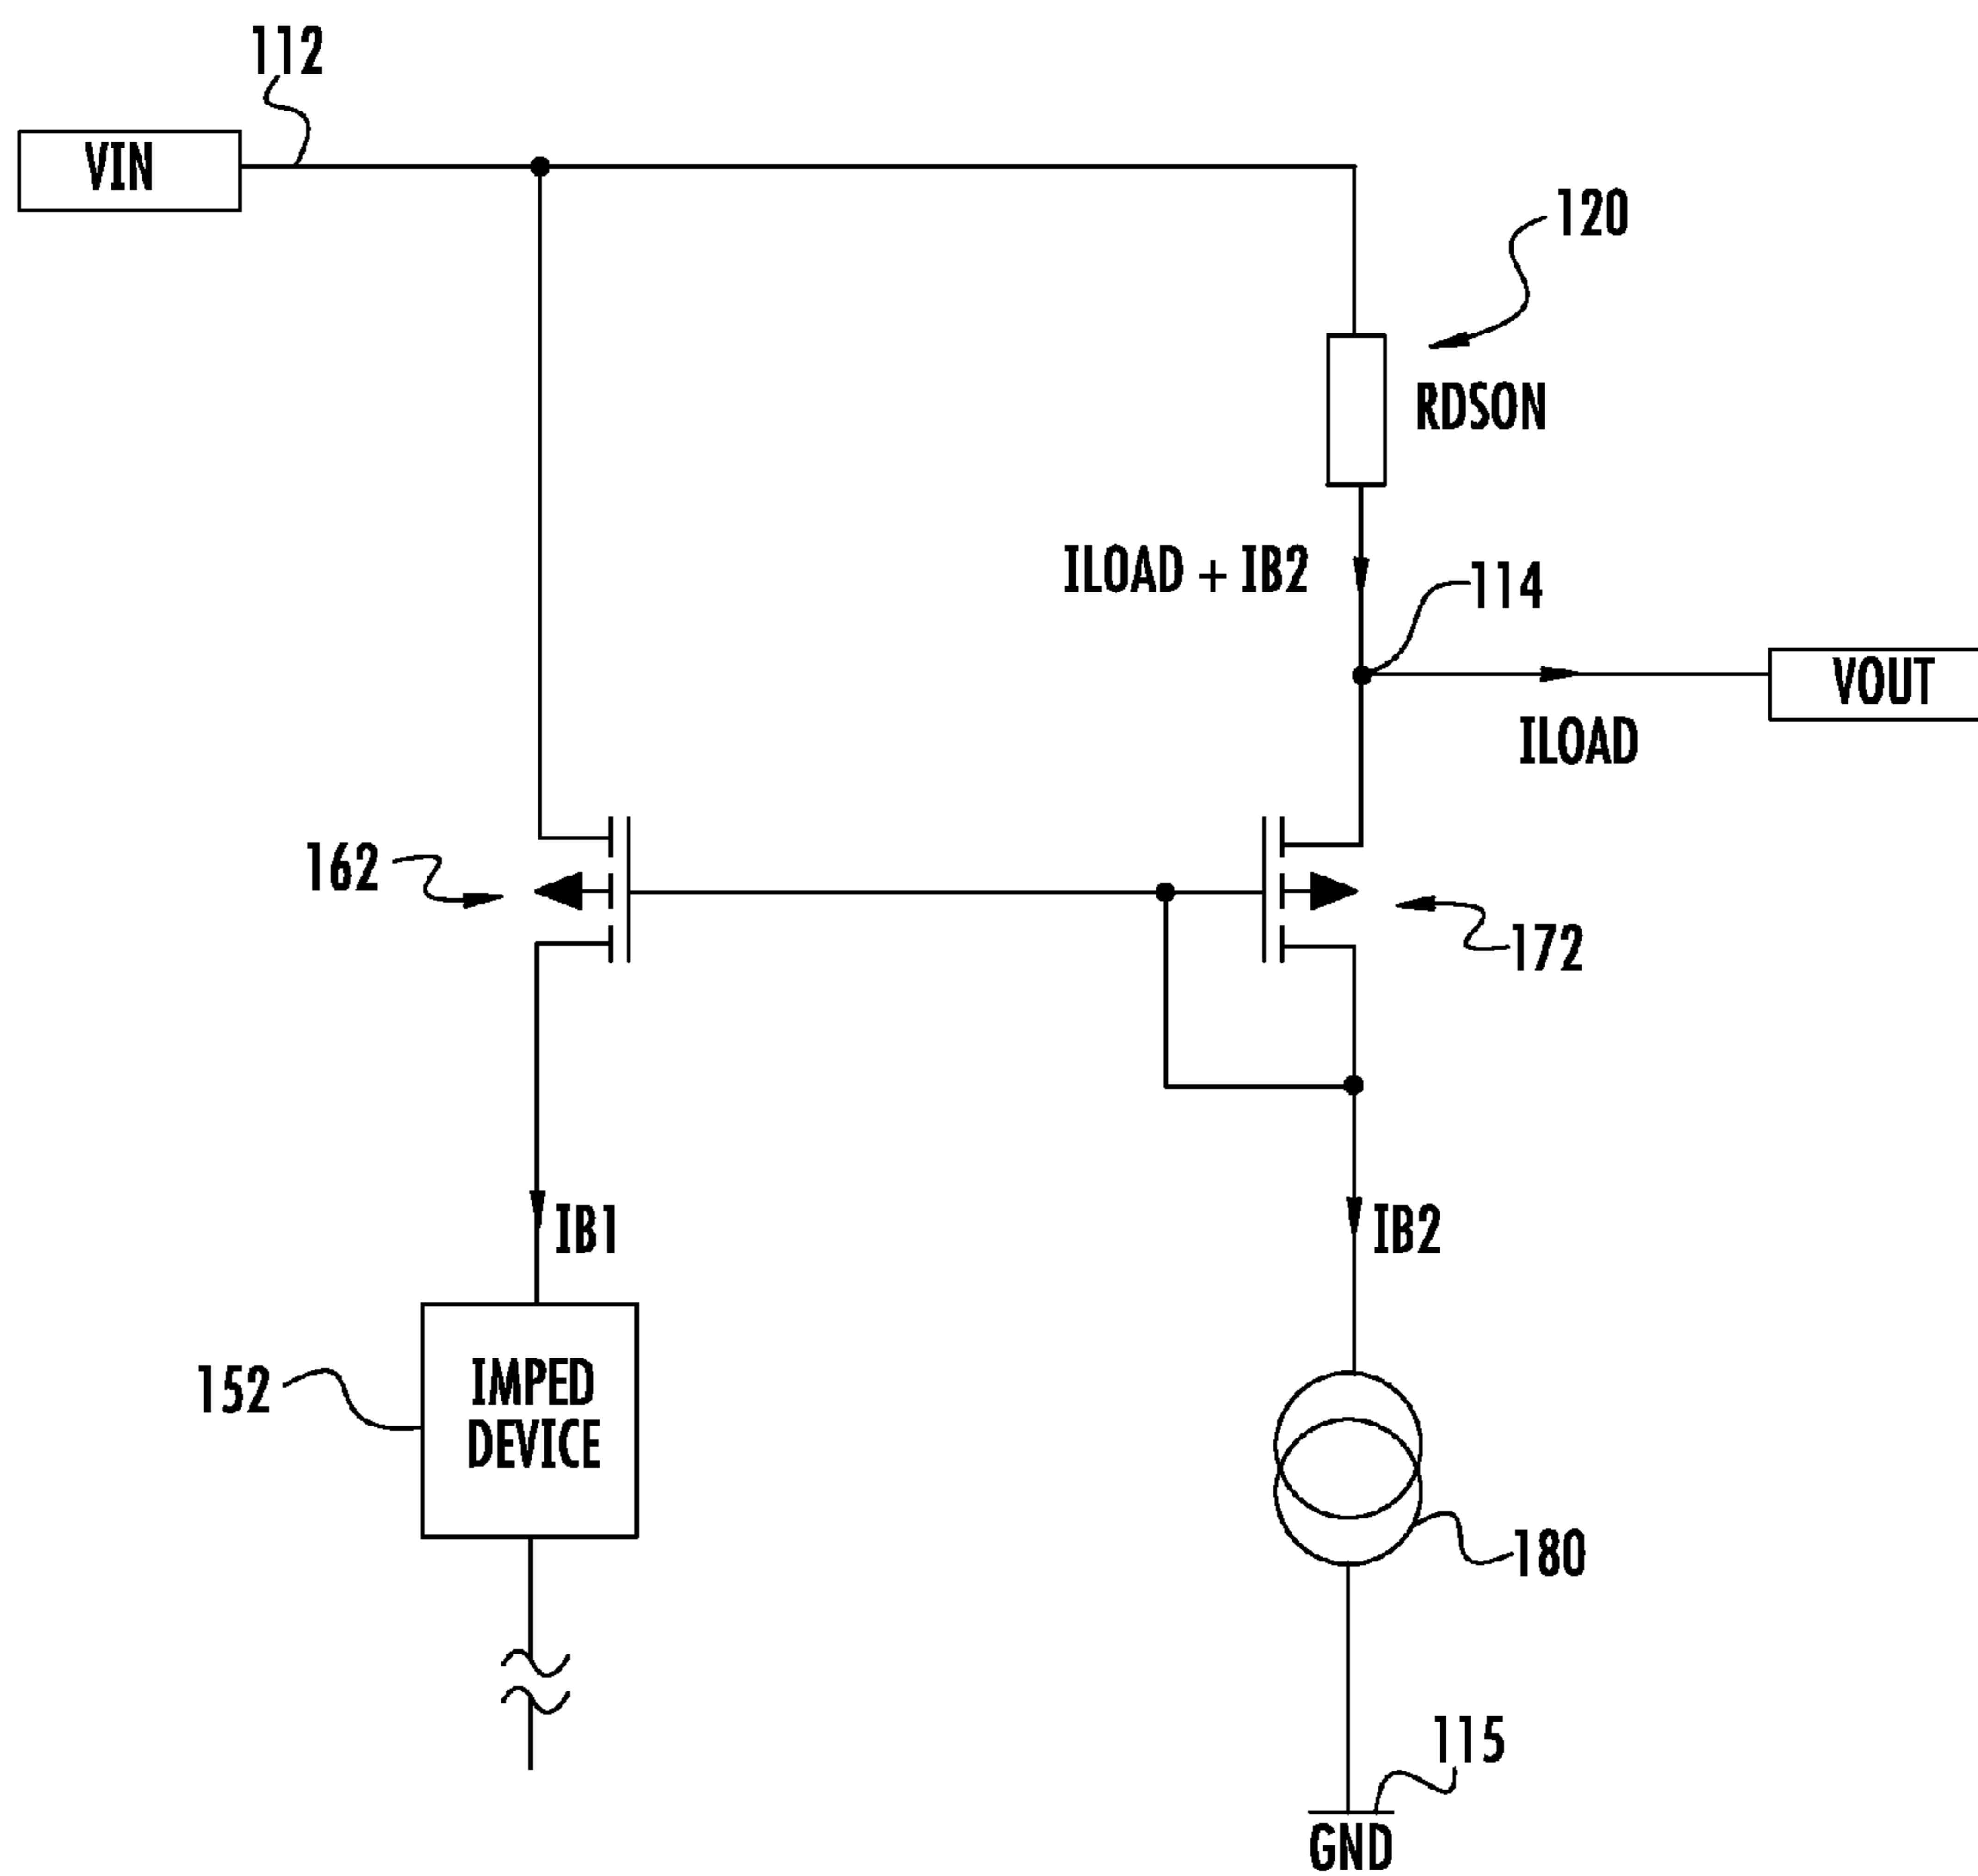 112
VIN
120
RDSON
ILOAD + IB2
114
VOUT
ILOAD
162
172
IB1
IB2
152
IMPED
DEVICE
180
115
GND